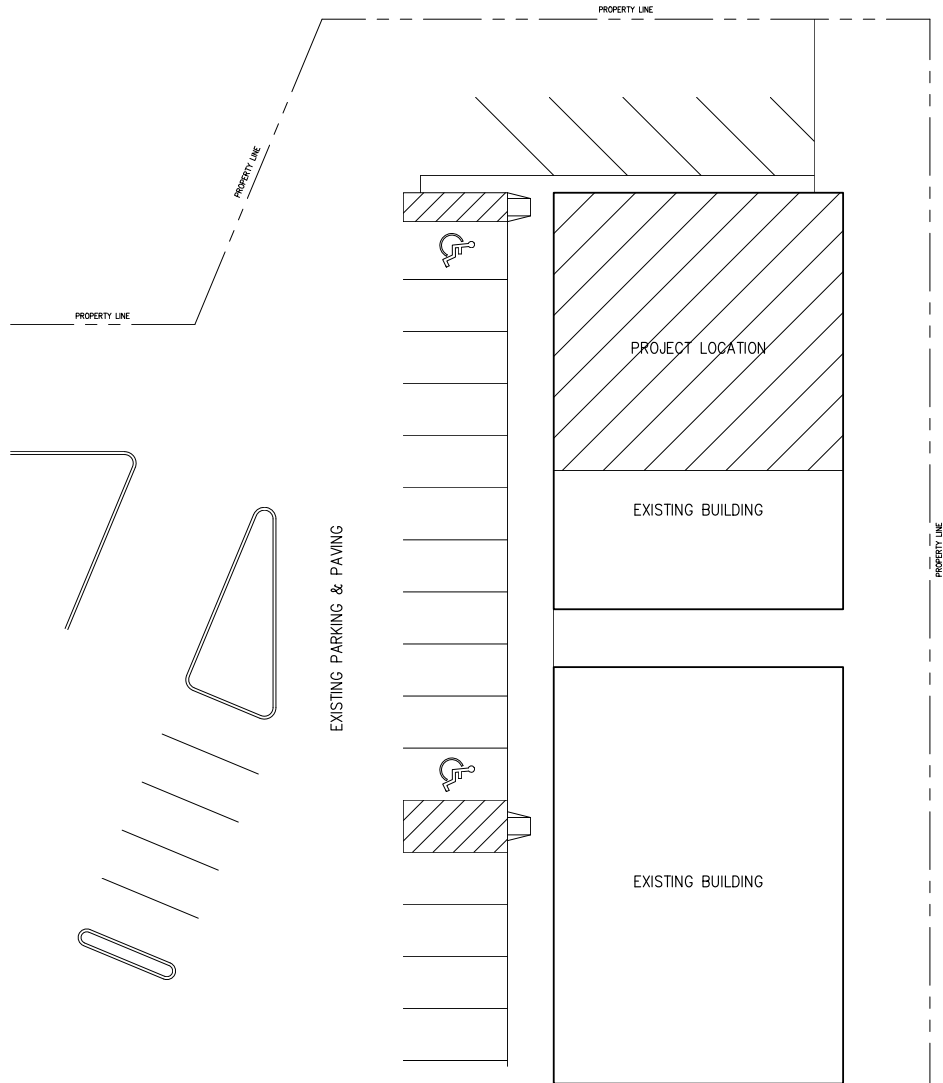 PROPERTY LINE
PROPERTY LINE
PROPERTY LINE
PROJECT LOCATION
EXISTING BUILDING
EXISTING PARKING & PAVING
PROPERTY LINE
EXISTING BUILDING